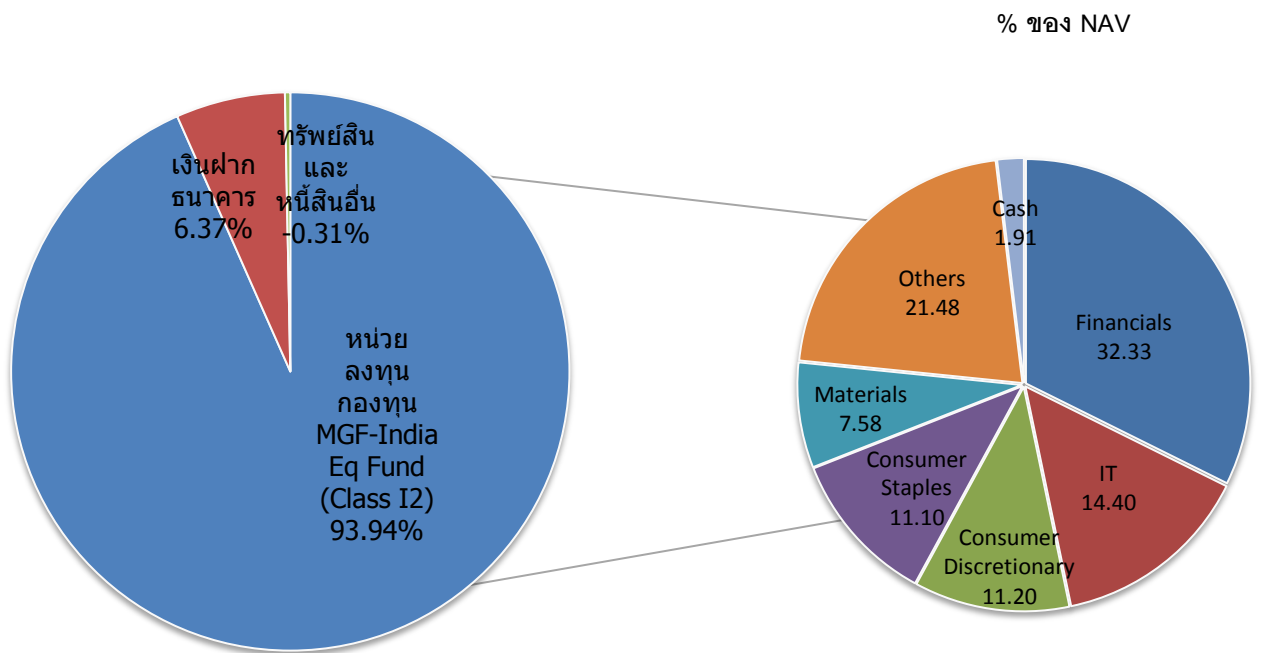 % ของ NAV
เงินฝาก
ธนาคาร
6.37%
ทรัพย์สิน
และ
หนี้สินอื่น
-0.31%
หน่วย
ลงทุน
กองทุน
MGF-India
Eq Fund
(Class I2)
93.94%
Cash
1.91
Financials
32.33
Others
21.48
Materials
7.58
IT
14.40
Consumer
Staples
11.10
Consumer
Discretionary
11.20